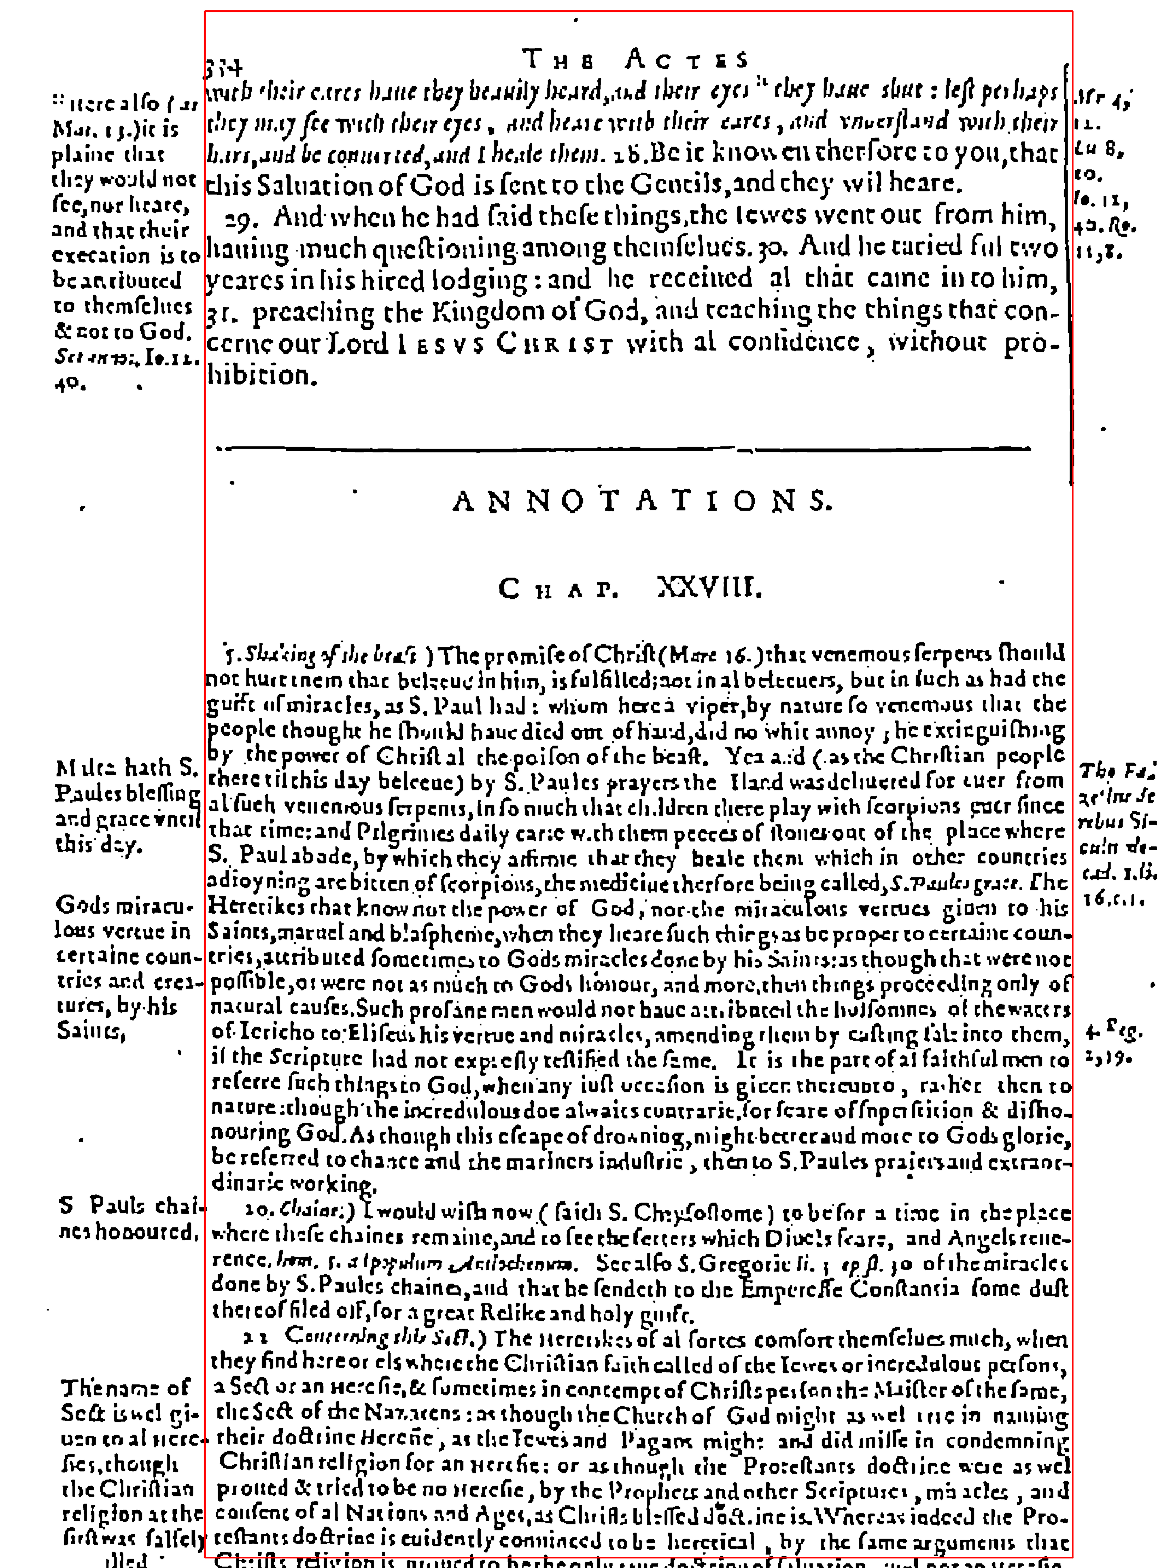 334
THE ACTES
with their eares haue they heauily heard, and their eyes " they haue shut: lest perhaps
they may see with their eyes, and heare with their eares, and vnderstand with their
hart, and be conuerted, and I heale them. 28. Be it knowen therfore to you, that
this Saluation of God is sent to the Gentils, and they wil heare.
29. And when he had said these things, the Iewes went out from him,
hauing much questioning among themselues. 30. And he taried ful two
yeares in his hired lodging: and he receiued al that came in to him,
31. preaching the Kingdom of God, and teaching the things that con-
cerne our Lord IESVS CHRIST with al confidence, without pro-
hibition.
" Here also (as
Mat. 13.) it is
plaine that
they would not
see, nor heare,
and that their
execation is to
be attributed
to themselues
& not to God.
Io. 12.
40.
Mr 4,
12.
Lu 8,
10.
Io. 12,
40. Ro.
11,8.
ANNOTATIONS.
CHAP. XXVIII.
5. Shaking of the beast ) The promise of Christ (Marc 16.) that venemous serpents should
not hurt them that beleeue in him, is fulfilled; not in al beleeuers, but in such as had the
guift of miracles, as S. Paul had: whom here a viper, by nature so venemous that the
people thought he should haue died out of hand, did no whit annoy; he extinguishing
by the power of Christ al the poison of the beast. Yea and (as the Christian people
there til this day beleeue) by S. Paules prayers the Iland was deliuered for euer from
al such venemous serpents, in so much that children there play with scorpions euer since
that time: and Pilgrimes daily carie with them peeces of stones out of the place where
S. Paul abade, by which they affirme that they heale them which in other countries
adioyning are bitten of scorpions, the medicine therfore being called, S. Paules grace. The
Heretikes that know not the power of God, nor the miraculous vertues giuen to his
Saints, maruel and blaspheme, when they heare such things as be proper to certaine coun-
tries, attributed sometimes to Gods miracles done by his Saints: as though that were not
possible, or were not as much to Gods honour, and more, then things proceeding only of
natural causes. Such profane men would not haue attributed the holsomnes of the waters
of Iericho to Eliseus his vertue and miracles, amending them by casting salt into them,
if the Scripture had not expresly testified the same. It is the part of al faithful men to
referre such things to God, when any iust occasion is giuen thereunto, rather then to
nature: though the incredulous doe alwaies contrarie, for feare of superstition & disho-
nouring God. As though this escape of drowning, might better and more to Gods glorie,
be referred to chance and the mariners industrie, then to S. Paules praiers and extraor-
dinarie working.
20. Chaine.) I would wish now (saith S. Chrysostome) to be for a time in the place
where these chaines remaine, and to see the fetters which Diuels feare, and Angels reue-
rence. hom. 5. ad populum Antiochenum. See also S. Gregorie li. 3 ep st. 30 of the miracles
done by S. Paules chaines, and that he sendeth to the Emperesse Constantia some dust
thereof filed off, for a great Relike and holy guift.
22 Concerning this Sect.) The Heretikes of al sortes comfort themselues much, when
they find here or els where the Christian faith called of the Iewes or incredulous persons,
a Sect or an Heresie, & sometimes in contempt of Christs person the Maister of the same,
the Sect of the Nazarens: as though the Church of God might as wel erre in naming
their doctrine Heresie, as the Iewes and Pagans might and did misse in condemning
Christian religion for an Heresie: or as though the Protestants doctrine were as wel
proued & tried to be no Heresie, by the Prophets and other Scriptures, miracles, and
consent of al Nations and Ages, as Christs blessed doctrine is. Whereas indeed the Pro-
testants doctrine is euidently conuinced to be heretical, by the same arguments that
Christs religion is proued to be the only true doctrine of saluation
Malta hath S.
Paules blessing
and grace vntil
this day.
Gods miracu-
lous vertue in
certaine coun-
tries and crea-
tures, by his
Saints,
S Pauls chai-
nes honoured.
The name of
Sect is wel gi-
uen to al Here-
sies, though
the Christian
religion at the
first was falsely
The Fa.
rebus Si-
culis de-
cad. 1. li.
16.c.1.
4. Reg.
2,19.